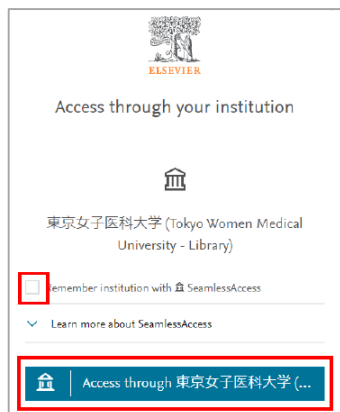 ELSEVIER
Access through your institution
東京女子医科大学 (Tokyo Women Medical
University - Library)
Remember institution with SeamlessAccess
Learn more about SeamlessAccess
Access through 東京女子医科大学 (...